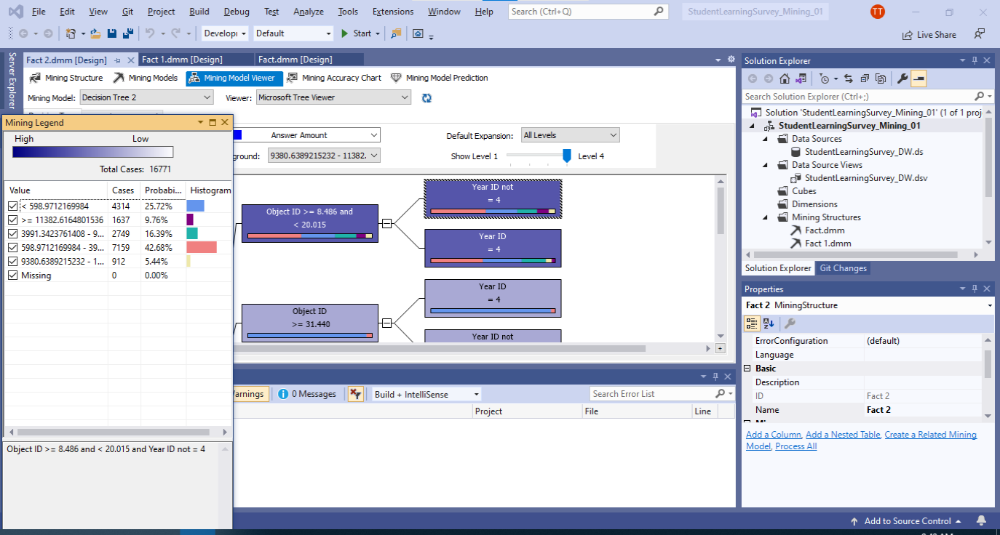 File Edit View Git Project Build Debug Test Analyze Tools Extensions Window Help Search (Ctrl+Q) StudentLearningSurvey_Mining_01 TT
Default Start Live Share
Server Explorer
Fact 2.dmm [Design] Fact 1.dmm [Design] Fact.dmm [Design]
Mining Structure Mining Models Mining Model Viewer Mining Accuracy Chart Mining Model Prediction
Mining Model: Decision Tree 2 Viewer: Microsoft Tree Viewer
Mining Legend
High Low
Total Cases: 16771
Value Cases Probabi... Histogram
< 598.9712169984 4314 25.72%
>= 11382.6164801536 1637 9.76%
3991.3423761408 - 9... 2749 16.39%
598.9712169984 - 39... 7159 42.68%
9380.6389215232 - 1... 912 5.44%
Missing 0 0.00%
Object ID >= 8.486 and < 20.015 and Year ID not = 4
Answer Amount Default Expansion: All Levels
9380.6389215232 - 11382. Show Level 1 Level 4
Object ID >= 8.486 and
< 20.015
Year ID not
= 4
Year ID
= 4
Object ID
>= 31.440
Year ID
= 4
Year ID not
0 Messages Build + IntelliSense Search Error List
Project File Line
Solution Explorer
Search Solution Explorer (Ctrl+;)
Solution 'StudentLearningSurvey_Mining_01' (1 of 1 proj
StudentLearningSurvey_Mining_01
Data Sources
StudentLearningSurvey_DW.ds
Data Source Views
StudentLearningSurvey_DW.dsv
Cubes
Dimensions
Mining Structures
Fact.dmm
Fact 1.dmm
Solution Explorer Git Changes
Properties
Fact 2 MiningStructure
ErrorConfiguration (default)
Language
Basic
Description
ID Fact 2
Name Fact 2
Add a Column, Add a Nested Table, Create a Related Mining
Model, Process All
Add to Source Control